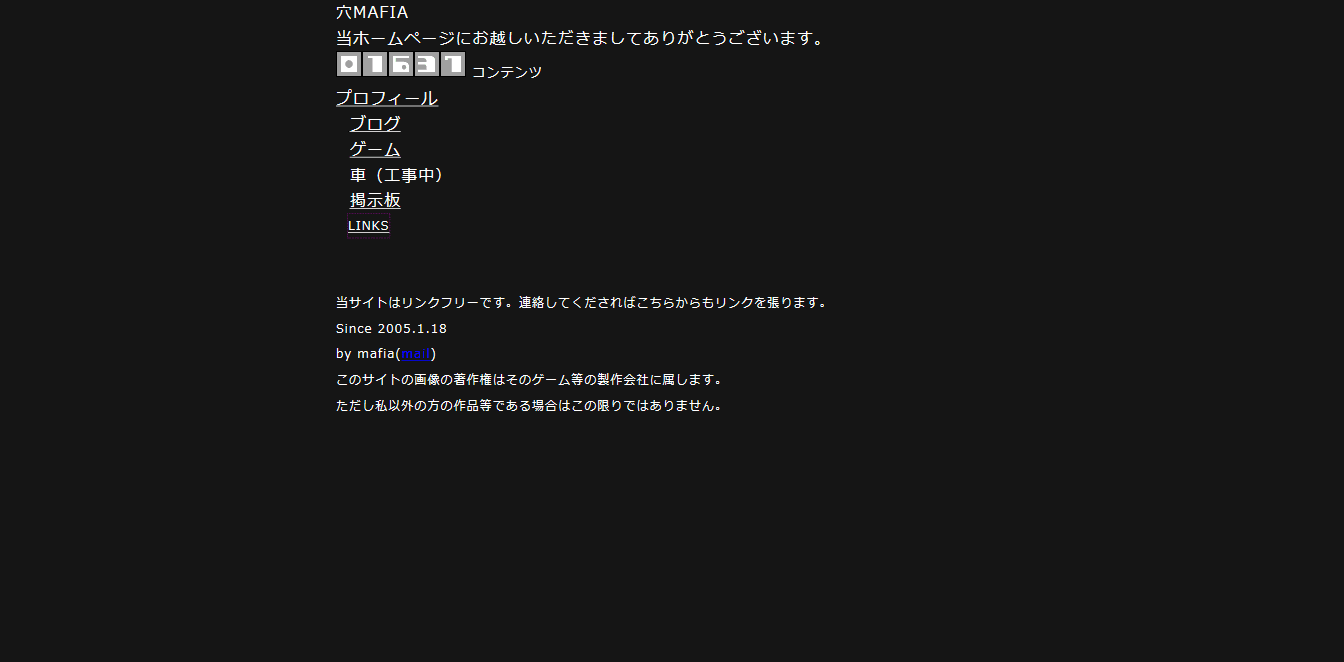 穴MAFIA
当ホームページにお越しいただきましてありがとうございます。
01637 コンテンツ
プロフィール
ブログ
ゲーム
車（工事中）
掲示板
LINKS
当サイトはリンクフリーです。連絡してくださればこちらからもリンクを張ります。
Since 2005.1.18
by mafia(mail)
このサイトの画像の著作権はそのゲーム等の製作会社に属します。
ただし私以外の方の作品等である場合はこの限りではありません。